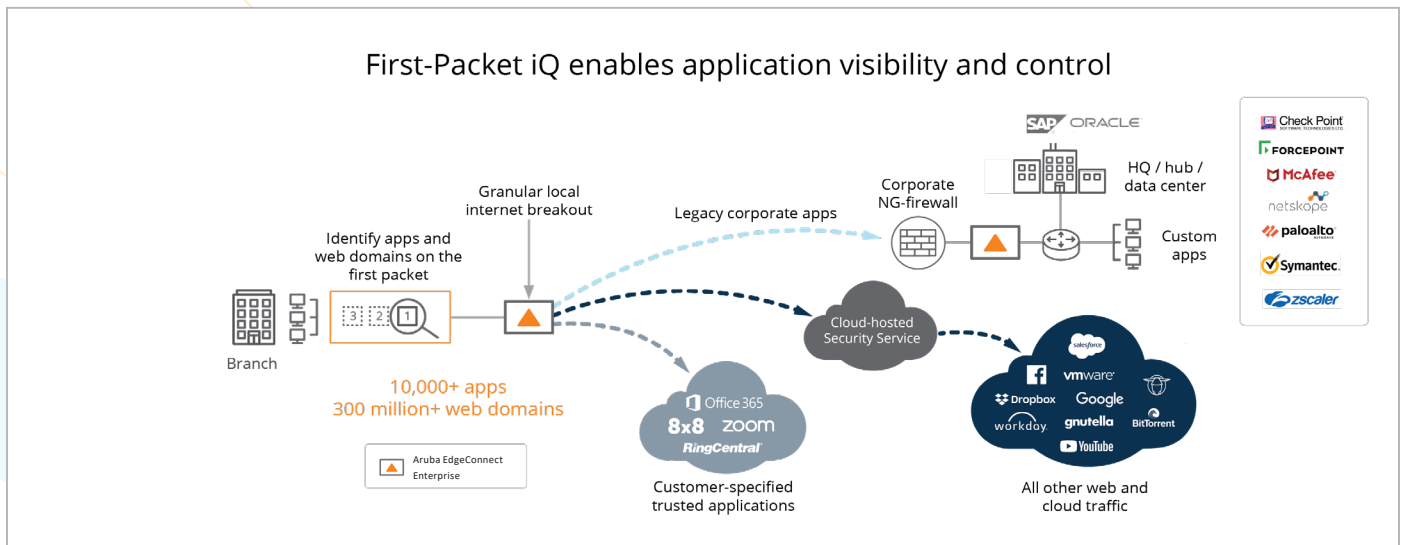 First-Packet iQ enables application visibility and control
SAP ORACLE
HQ / hub /
data center
Corporate
NG-firewall
Granular local
internet breakout
Legacy corporate apps
Identify apps and
web domains on the
first packet
3 2 1
Custom
apps
Branch
Cloud-hosted
Security Service
10,000+ apps
300 million+ web domains
Aruba EdgeConnect
Enterprise
Office 365
8x8 zoom
RingCentral
Customer-specified
trusted applications
salesforce
vmware
Dropbox
Google
workday
gnutella
BitTorrent
YouTube
All other web and
cloud traffic
Check Point
SOFTWARE TECHNOLOGIES LTD.
FORCEPOINT
McAfee
netskope
paloalto
NETWORKS
Symantec.
zscaler